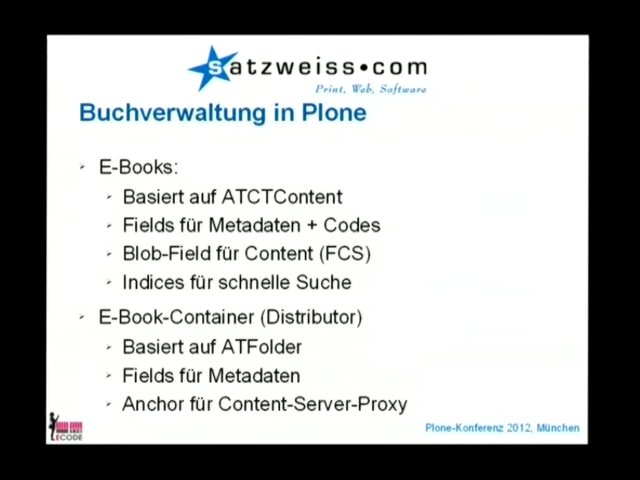 satzweiss•com
Print, Web, Software
Buchverwaltung in Plone
E-Books:
Basiert auf ATCTContent
Fields für Metadaten + Codes
Blob-Field für Content (FCS)
Indices für schnelle Suche
E-Book-Container (Distributor)
Basiert auf ATFolder
Fields für Metadaten
Anchor für Content-Server-Proxy
ECODE
Plone-Konferenz 2012, München